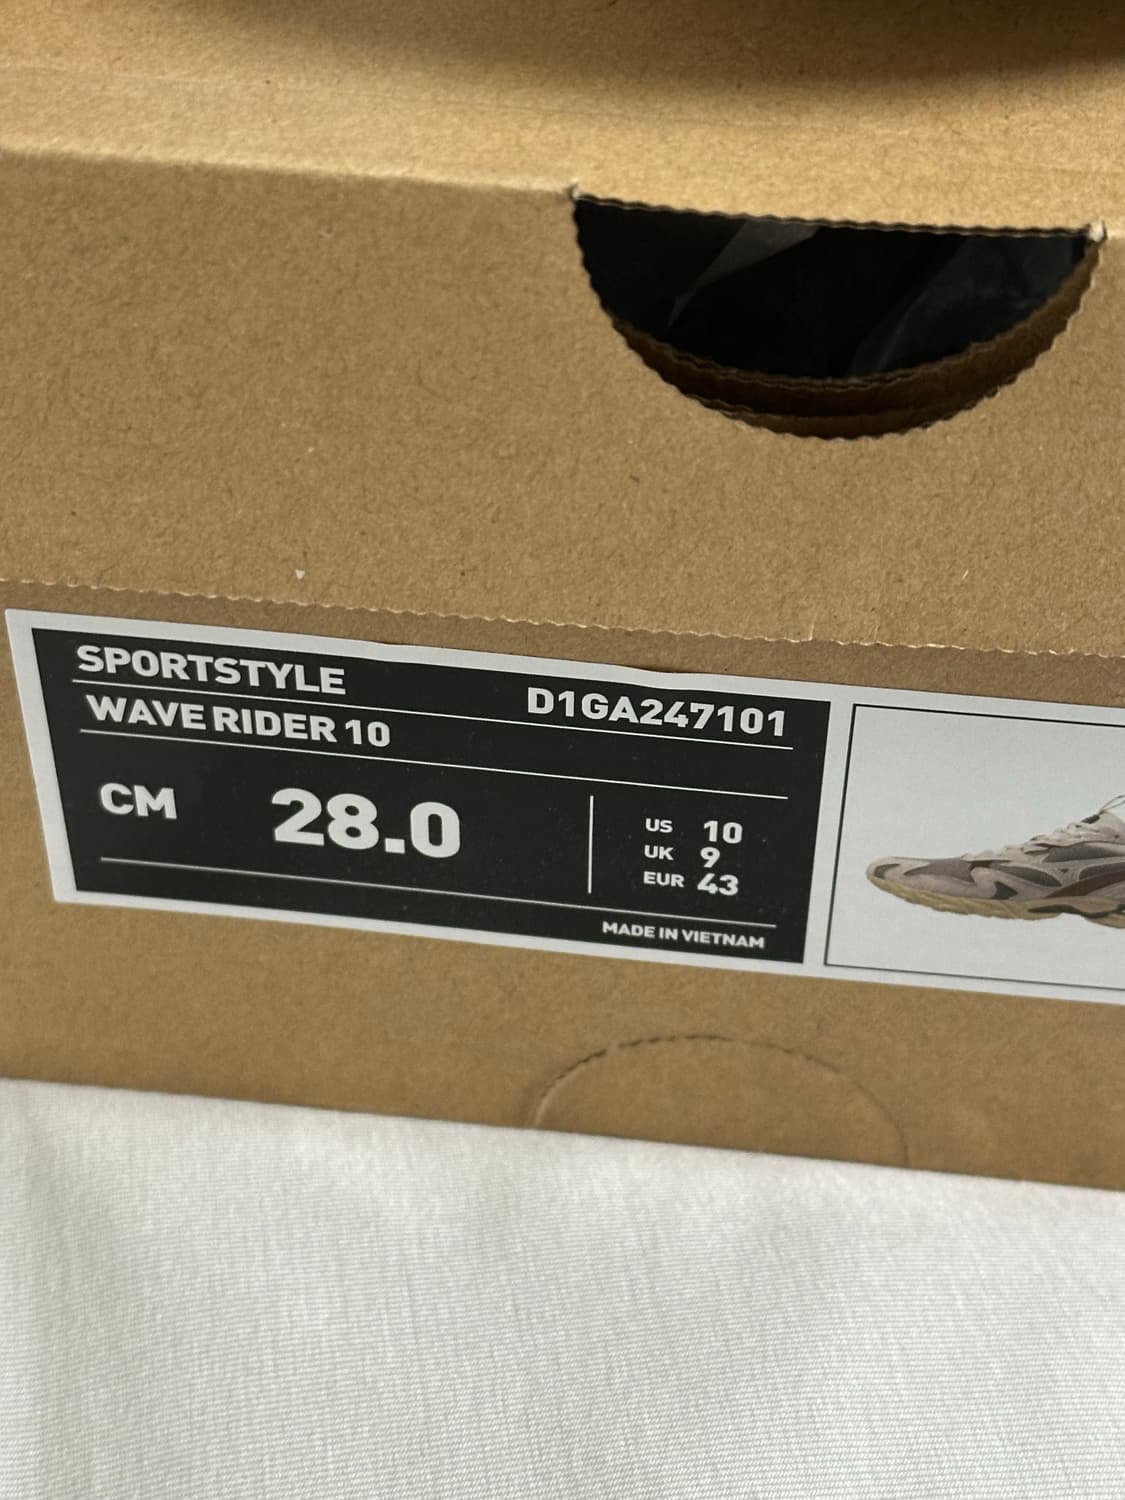 SPORTSTYLE
D1GA247101
WAVE RIDER 10
CM 28.0
US 10
UK 9
EUR 43
MADE IN VIETNAM